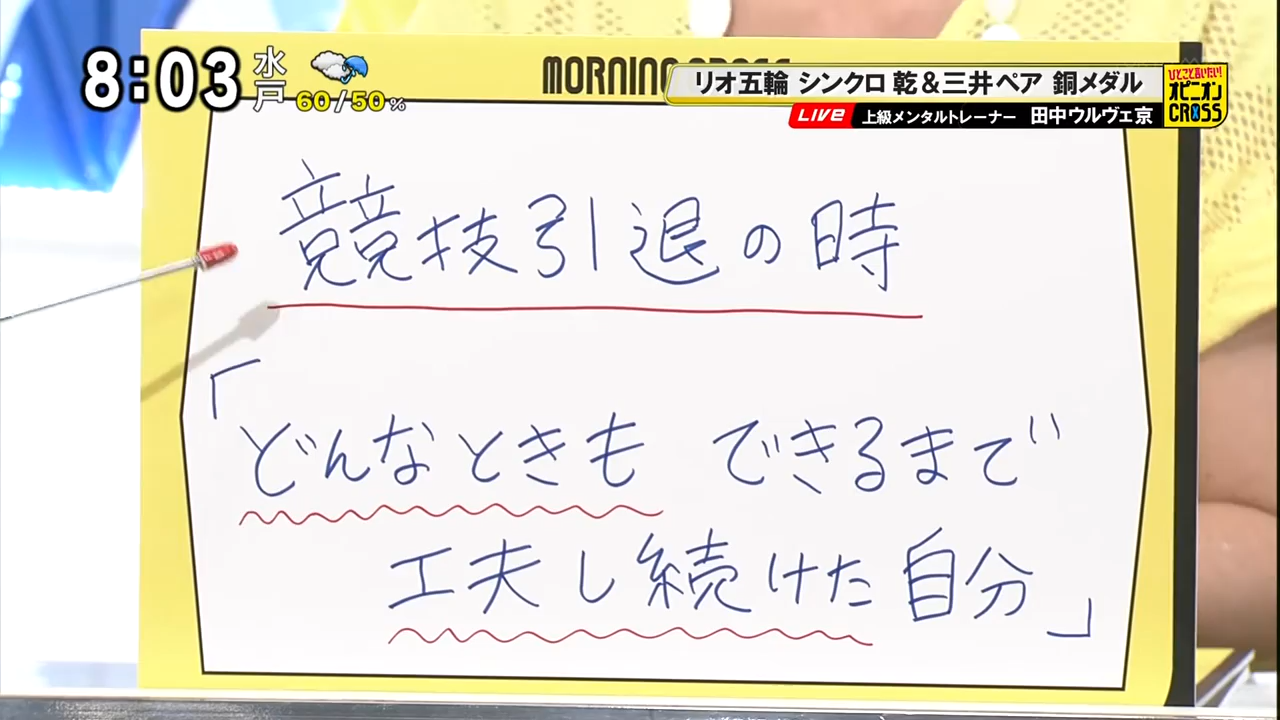 8:03
水戸
60/50%
MORNING CROSS
リオ五輪 シンクロ 乾&三井ペア 銅メダル
ひとこと言いたい!
オピニオン
CROSS
LIVE 上級メンタルトレーナー 田中ウルヴェ京
競技引退の時
「どんなときも できるまで
工夫し続けた自分」